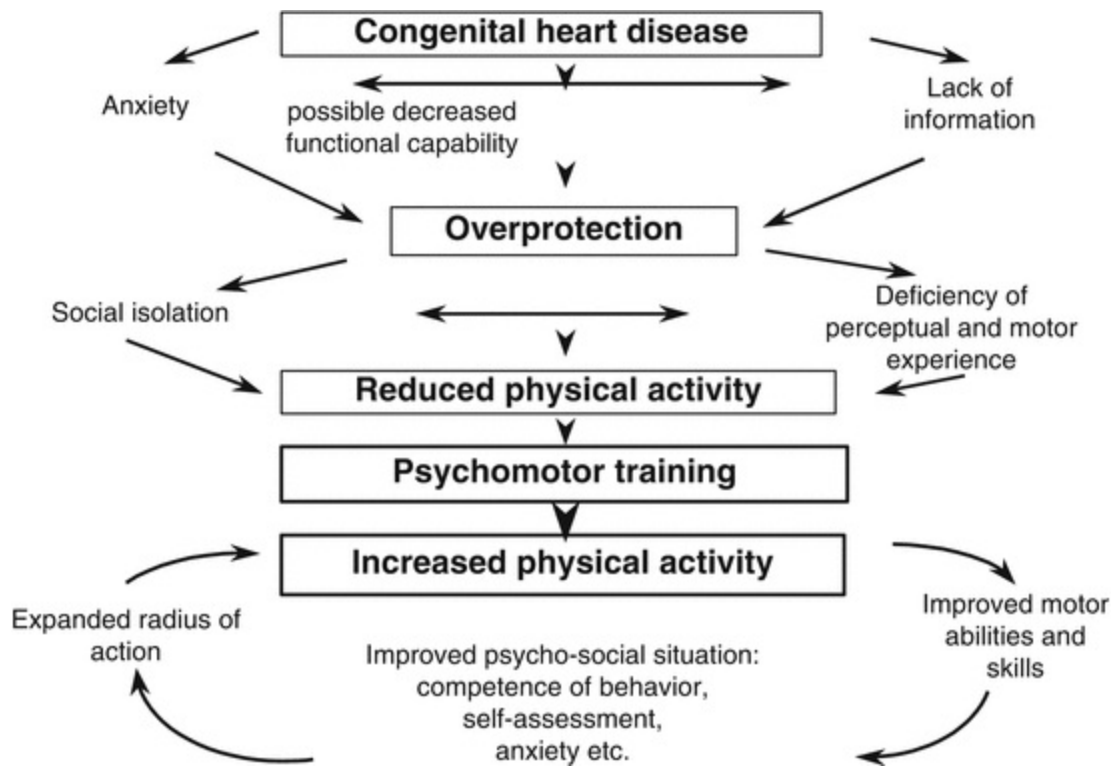 Congenital heart disease
Anxiety
possible decreased
functional capability
Lack of
information
Overprotection
Social isolation
Deficiency of
perceptual and motor
experience
Reduced physical activity
Psychomotor training
Increased physical activity
Expanded radius of
action
Improved motor
abilities and
skills
Improved psycho-social situation:
competence of behavior,
self-assessment,
anxiety etc.